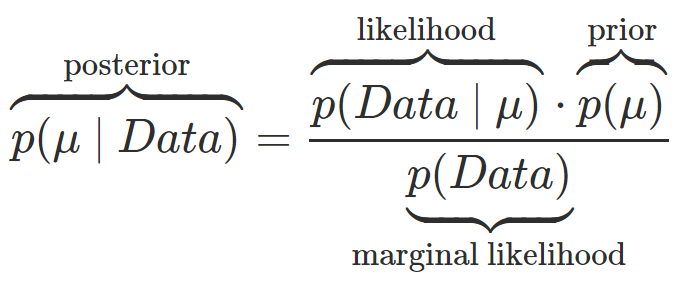 posterior
p(μ | Data) =
likelihood prior
p(Data | μ) · p(μ)
p(Data)
marginal likelihood